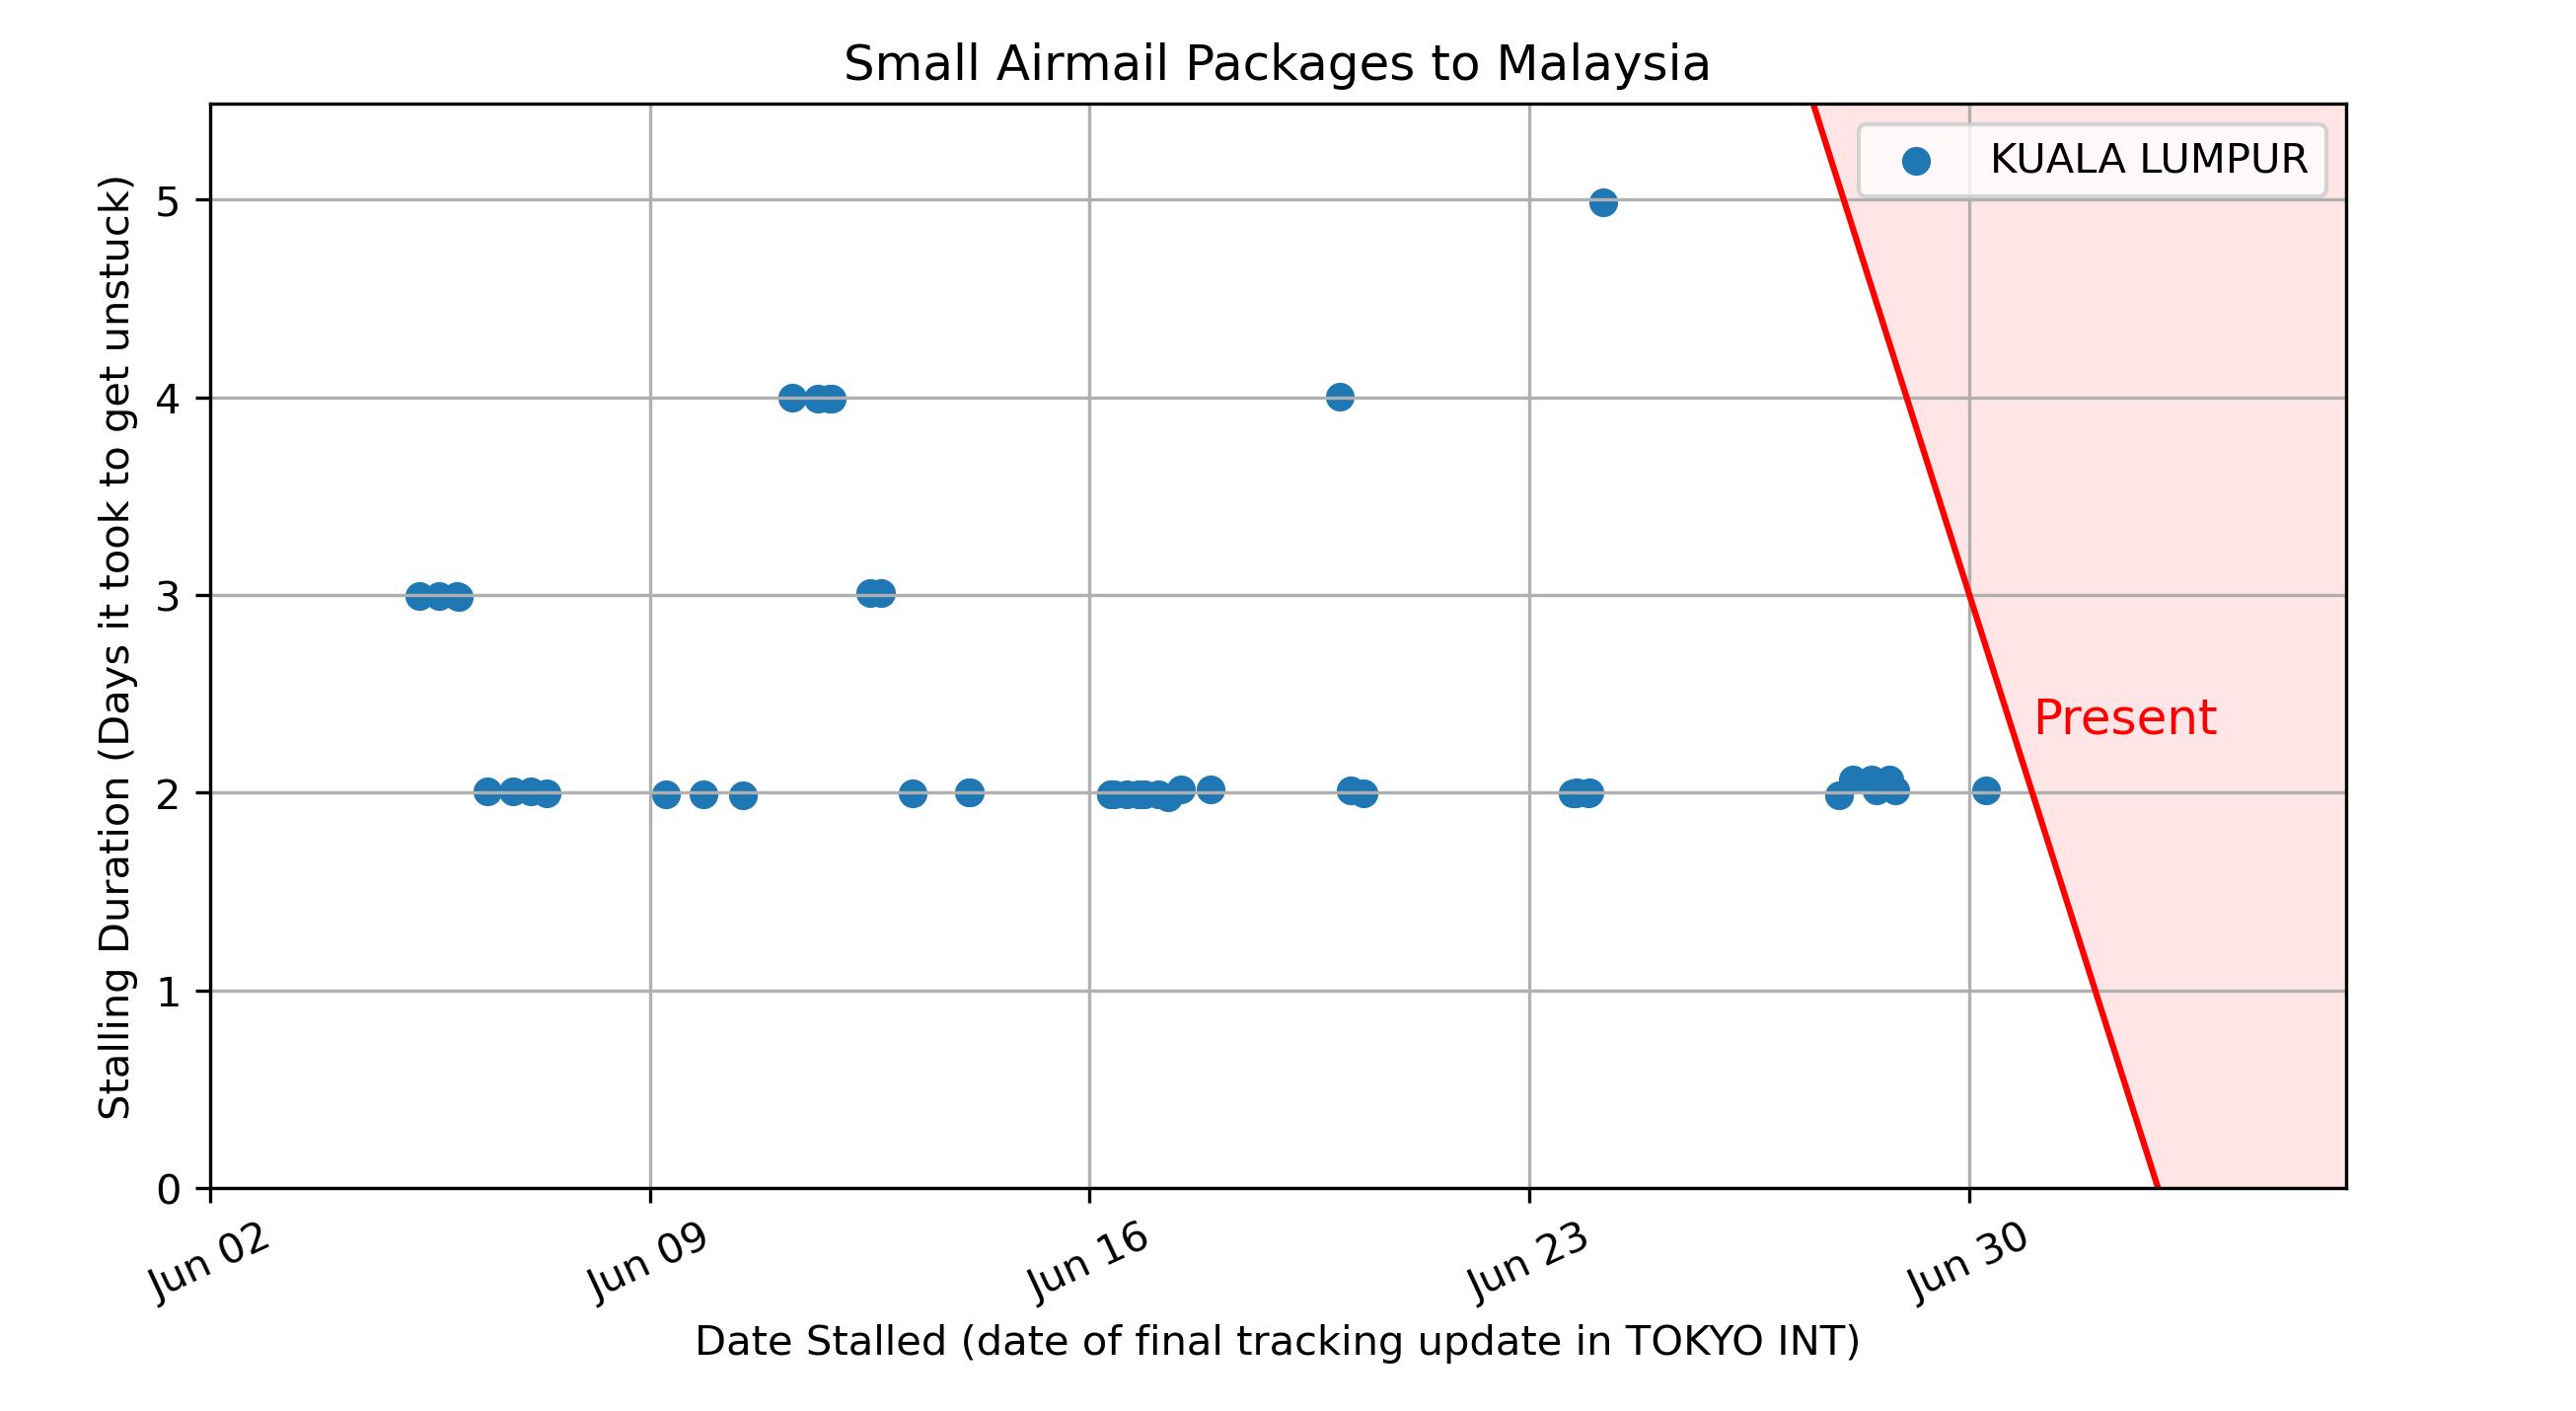 Small Airmail Packages to Malaysia
KUALA LUMPUR
Stalling Duration (Days it took to get unstuck)
5
4
3
2
1
0
Present
Jun 02
Jun 09
Jun 16
Jun 23
Jun 30
Date Stalled (date of final tracking update in TOKYO INT)